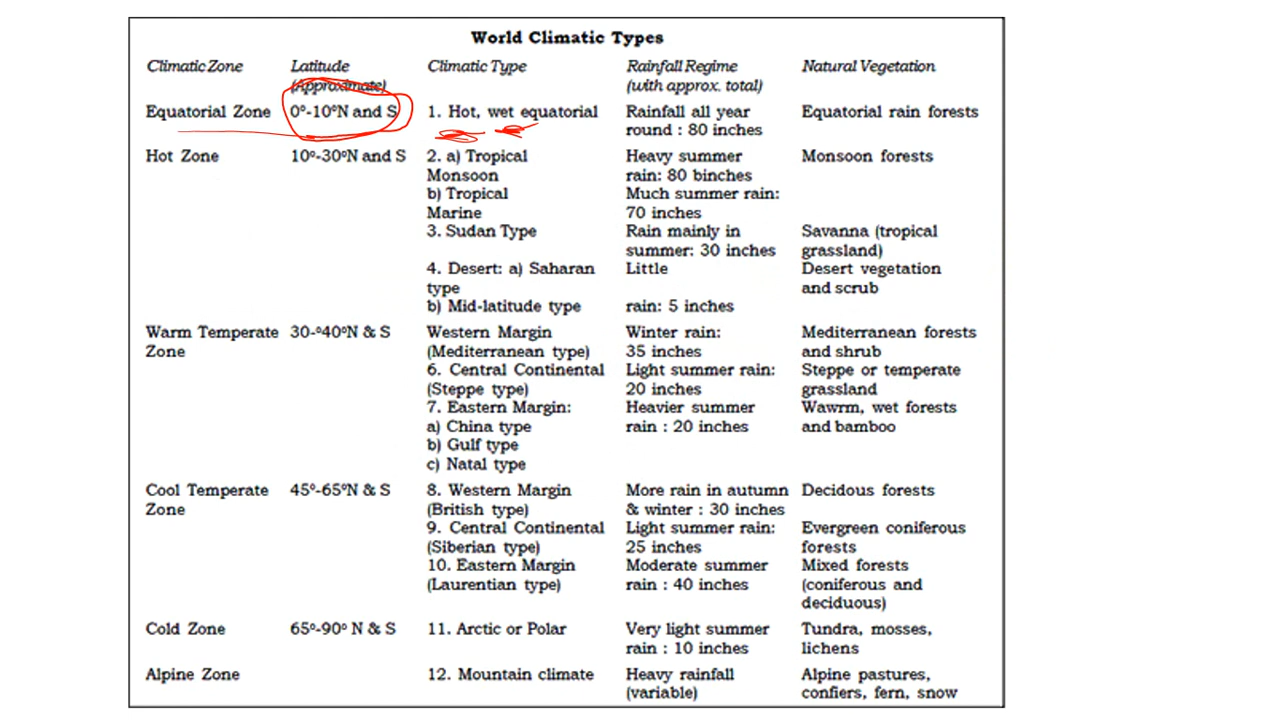 World Climatic Types
Climatic Zone Latitude Climatic Type Rainfall Regime Natural Vegetation
(Approximate) (with approx. total)
Equatorial Zone 0°-10°N and S 1. Hot, wet equatorial Rainfall all year Equatorial rain forests
round : 80 inches
Hot Zone 10°-30°N and S 2. a) Tropical Heavy summer Monsoon forests
Monsoon rain: 80 binches
b) Tropical Much summer rain:
Marine 70 inches
3. Sudan Type Rain mainly in Savanna (tropical
summer: 30 inches grassland)
4. Desert: a) Saharan Little Desert vegetation
type and scrub
b) Mid-latitude type rain: 5 inches
Warm Temperate 30-°40°N & S Western Margin Winter rain: Mediterranean forests
Zone (Mediterranean type) 35 inches and shrub
6. Central Continental Light summer rain: Steppe or temperate
(Steppe type) 20 inches grassland
7. Eastern Margin: Heavier summer Wawrm, wet forests
a) China type rain : 20 inches and bamboo
b) Gulf type
c) Natal type
Cool Temperate 45°-65°N & S 8. Western Margin More rain in autumn Decidous forests
Zone (British type) & winter : 30 inches
9. Central Continental Light summer rain: Evergreen coniferous
(Siberian type) 25 inches forests
10. Eastern Margin Moderate summer Mixed forests
(Laurentian type) rain : 40 inches (coniferous and
deciduous)
Cold Zone 65°-90° N & S 11. Arctic or Polar Very light summer Tundra, mosses,
rain : 10 inches lichens
Alpine Zone 12. Mountain climate Heavy rainfall Alpine pastures,
(variable) confiers, fern, snow